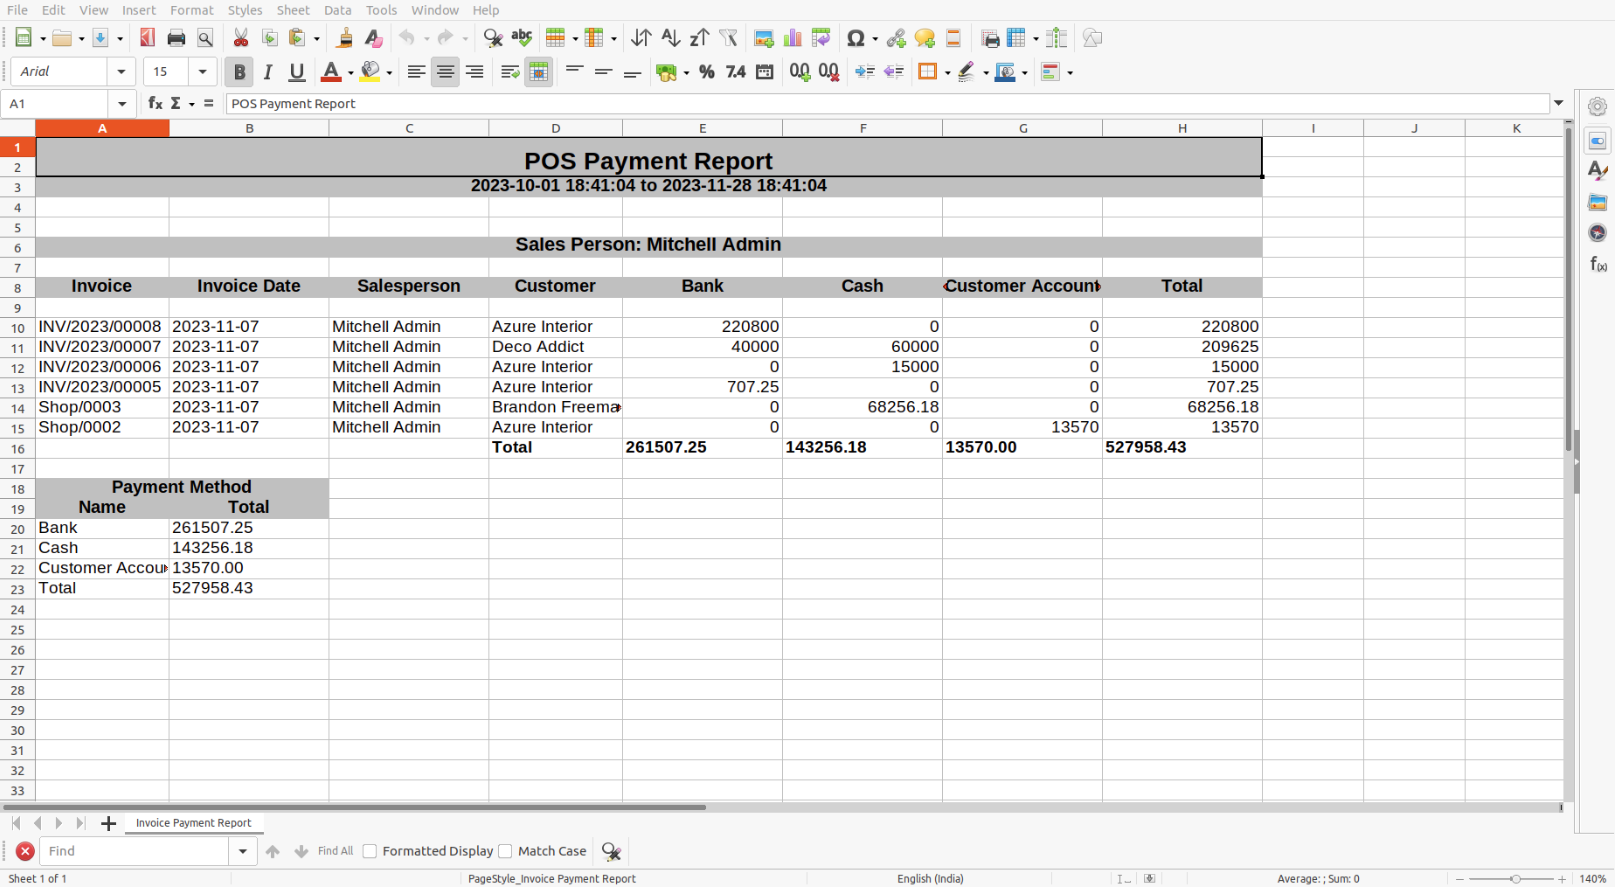 File Edit View Insert Format Styles Sheet Data Tools Window Help
Arial 15
A1 POS Payment Report
A B C D E F G H I J K
1 POS Payment Report
2
3 2023-10-01 18:41:04 to 2023-11-28 18:41:04
4
5
6 Sales Person: Mitchell Admin
7
8 Invoice Invoice Date Salesperson Customer Bank Cash Customer Account Total
9
10 INV/2023/00008 2023-11-07 Mitchell Admin Azure Interior 220800 0 0 220800
11 INV/2023/00007 2023-11-07 Mitchell Admin Deco Addict 40000 60000 0 209625
12 INV/2023/00006 2023-11-07 Mitchell Admin Azure Interior 0 15000 0 15000
13 INV/2023/00005 2023-11-07 Mitchell Admin Azure Interior 707.25 0 0 707.25
14 Shop/0003 2023-11-07 Mitchell Admin Brandon Freema 0 68256.18 0 68256.18
15 Shop/0002 2023-11-07 Mitchell Admin Azure Interior 0 0 13570 13570
16 Total 261507.25 143256.18 13570.00 527958.43
17
18 Payment Method
19 Name Total
20 Bank 261507.25
21 Cash 143256.18
22 Customer Accou 13570.00
23 Total 527958.43
24
25
26
27
28
29
30
31
32
33
Invoice Payment Report
Find Find All Formatted Display Match Case
Sheet 1 of 1 PageStyle_Invoice Payment Report English (India) Average: ; Sum: 0 140%